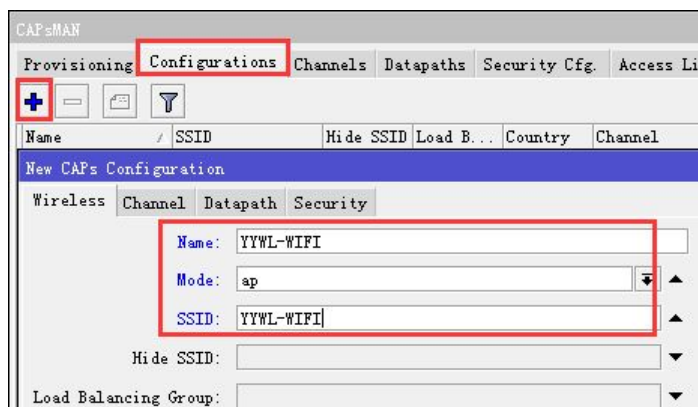 CAPsMAN
Provisioning Configurations Channels Datapaths Security Cfg. Access Li
Name SSID Hide SSID Load B... Country Channel
New CAPs Configuration
Wireless Channel Datapath Security
Name: YYWL-WIFI
Mode: ap
SSID: YYWL-WIFI
Hide SSID:
Load Balancing Group: